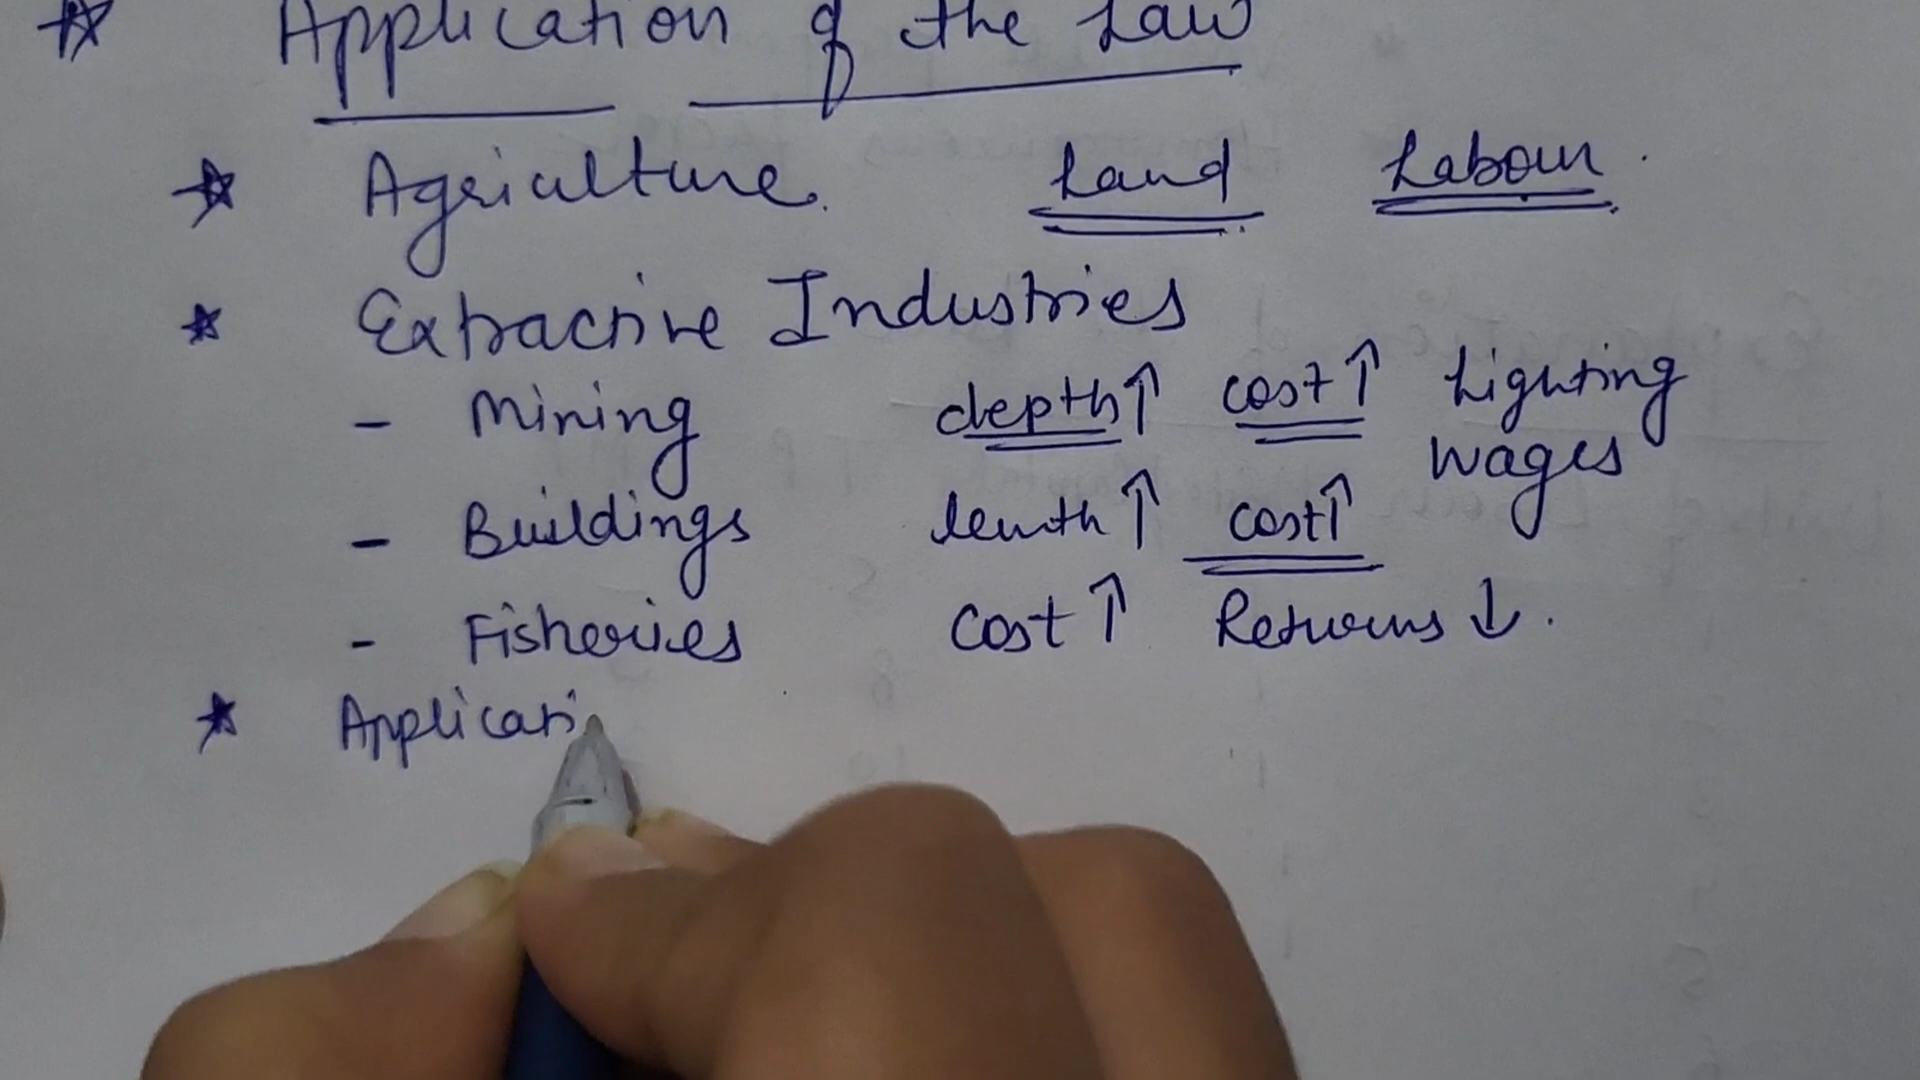 Application of the Law
Agriculture. Land Labour.
Extractive Industries
- Mining depth↑ cost↑ Lighting
wages
- Buildings lenth↑ cost↑
- Fisheries Cost↑ Returns↓.
Applicati